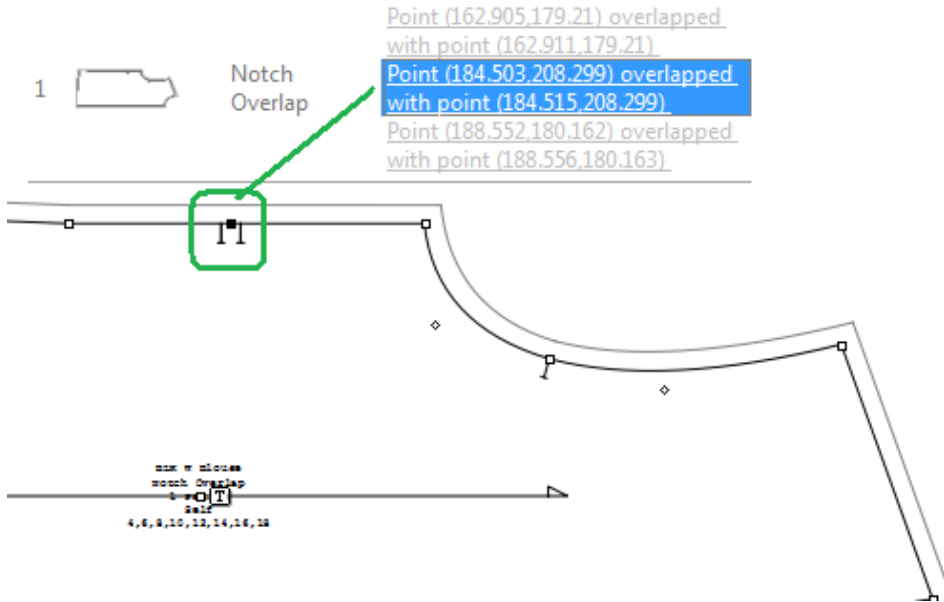 Point (162.905,179.21) overlapped
with point (162.911,179.21)
1
Notch
Overlap
Point (184.503,208.299) overlapped
with point (184.515,208.299)
Point (188.552,180.162) overlapped
with point (188.556,180.163)
notch Overlap
T
Self
4,6,8,10,12,14,16,18